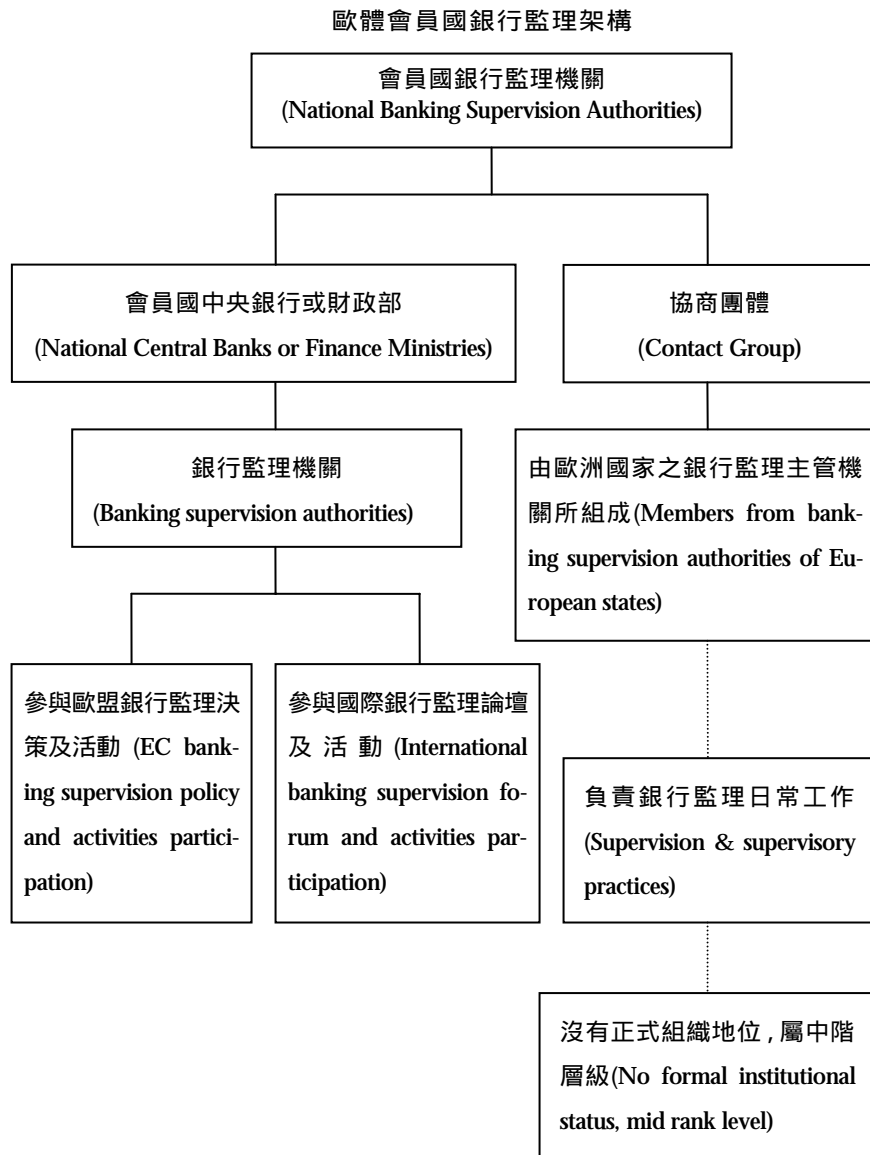 歐體會員國銀行監理架構
會員國銀行監理機關
(National Banking Supervision Authorities)
會員國中央銀行或財政部
(National Central Banks or Finance Ministries)
協商團體
(Contact Group)
銀行監理機關
(Banking supervision authorities)
由歐洲國家之銀行監理主管機
關所組成(Members from bank-
ing supervision authorities of Eu-
ropean states)
參與歐盟銀行監理決
策及活動 (EC bank-
ing supervision policy
and activities partici-
pation)
參與國際銀行監理論壇
及活動 (International
banking supervision fo-
rum and activities par-
ticipation)
負責銀行監理日常工作
(Supervision & supervisory
practices)
沒有正式組織地位 , 屬中階
層級(No formal institutional
status, mid rank level)